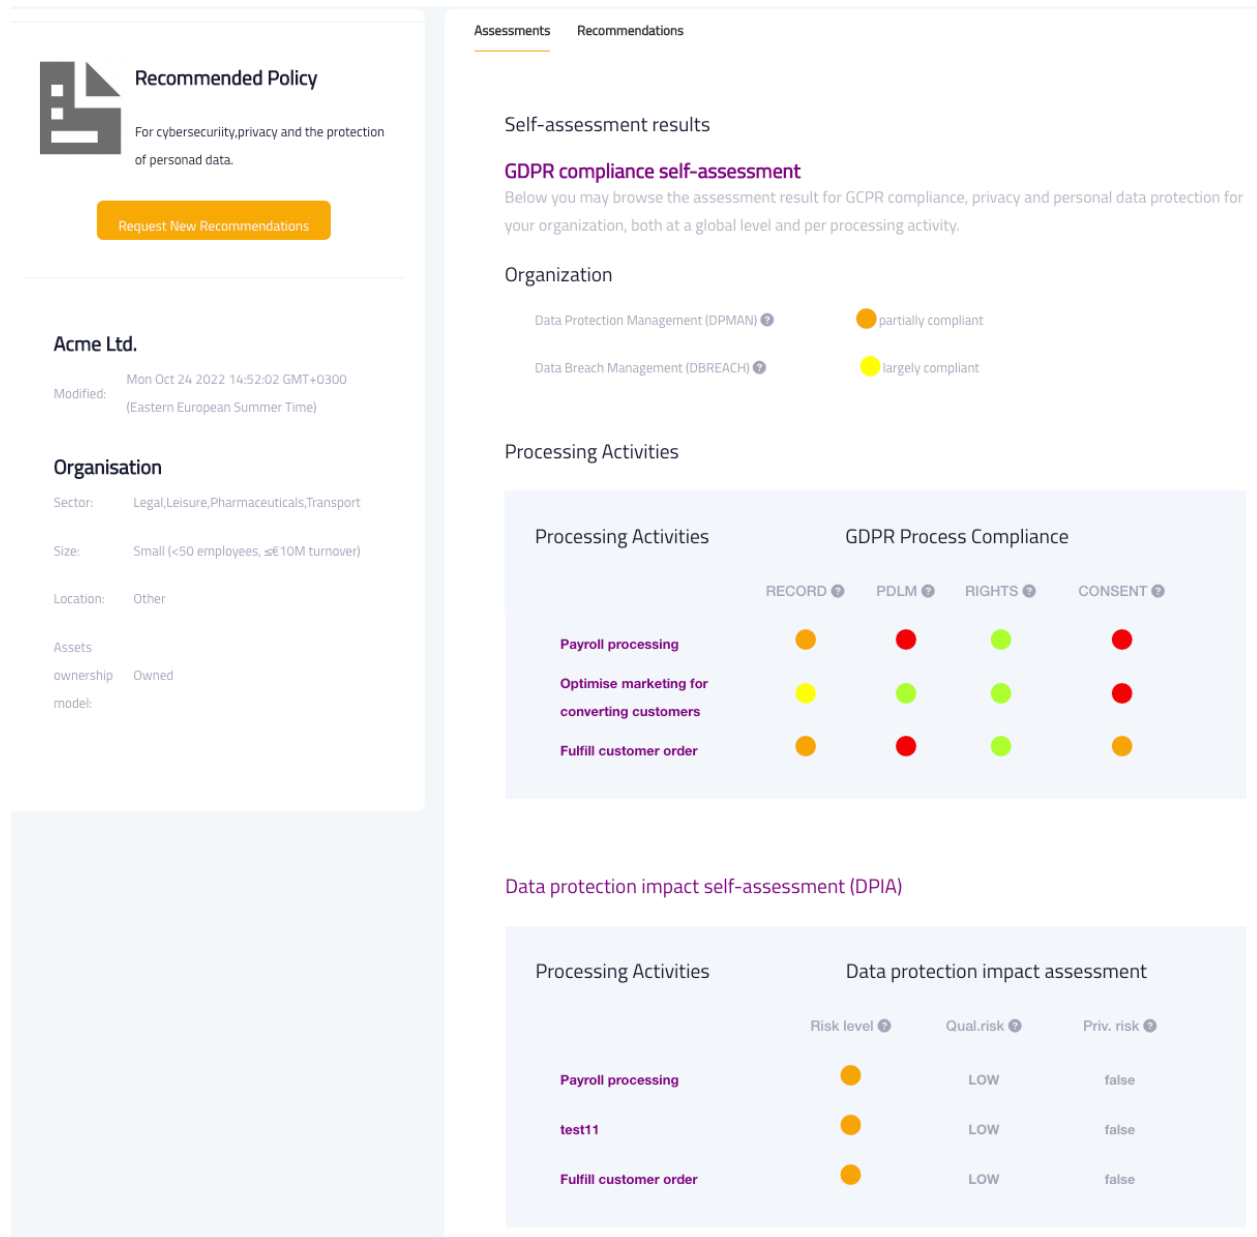 Assessments Recommendations
Recommended Policy
For cybersecuriity,privacy and the protection
of personad data.
Request New Recommendations
Acme Ltd.
Modified: Mon Oct 24 2022 14:52:02 GMT+0300
(Eastern European Summer Time)
Organisation
Sector: Legal,Leisure,Pharmaceuticals,Transport
Size: Small (<50 employees, ≤€10M turnover)
Location: Other
Assets
ownership Owned
model:
Self-assessment results
GDPR compliance self-assessment
Below you may browse the assessment result for GCPR compliance, privacy and personal data protection for
your organization, both at a global level and per processing activity.
Organization
Data Protection Management (DPMAN) ? partially compliant
Data Breach Management (DBREACH) ? largely compliant
Processing Activities
Processing Activities GDPR Process Compliance
RECORD ? PDLM ? RIGHTS ? CONSENT ?
Payroll processing
Optimise marketing for
converting customers
Fulfill customer order
Data protection impact self-assessment (DPIA)
Processing Activities Data protection impact assessment
Risk level ? Qual.risk ? Priv. risk ?
Payroll processing LOW false
test11 LOW false
Fulfill customer order LOW false